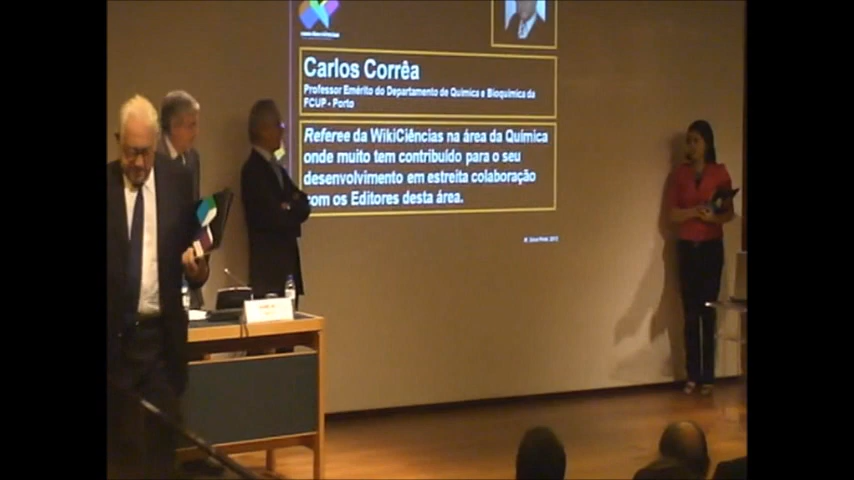 Carlos Corrêa
Professor Emérito do Departamento de Química e Bioquímica da
FCUP - Porto
Referee da WikiCiências na área da Química
onde muito tem contribuído para o seu
desenvolvimento em estreita colaboração
com os Editores desta área.